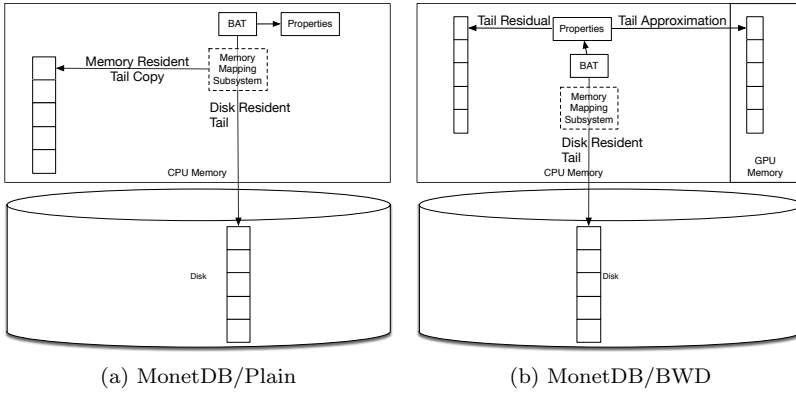 BAT
Properties
Memory Resident
Tail Copy
Memory
Mapping
Subsystem
Disk Resident
Tail
CPU Memory
Disk
(a) MonetDB/Plain
Tail Residual
Properties
Tail Approximation
BAT
Memory
Mapping
Subsystem
Disk Resident
Tail
CPU Memory
GPU
Memory
Disk
(b) MonetDB/BWD